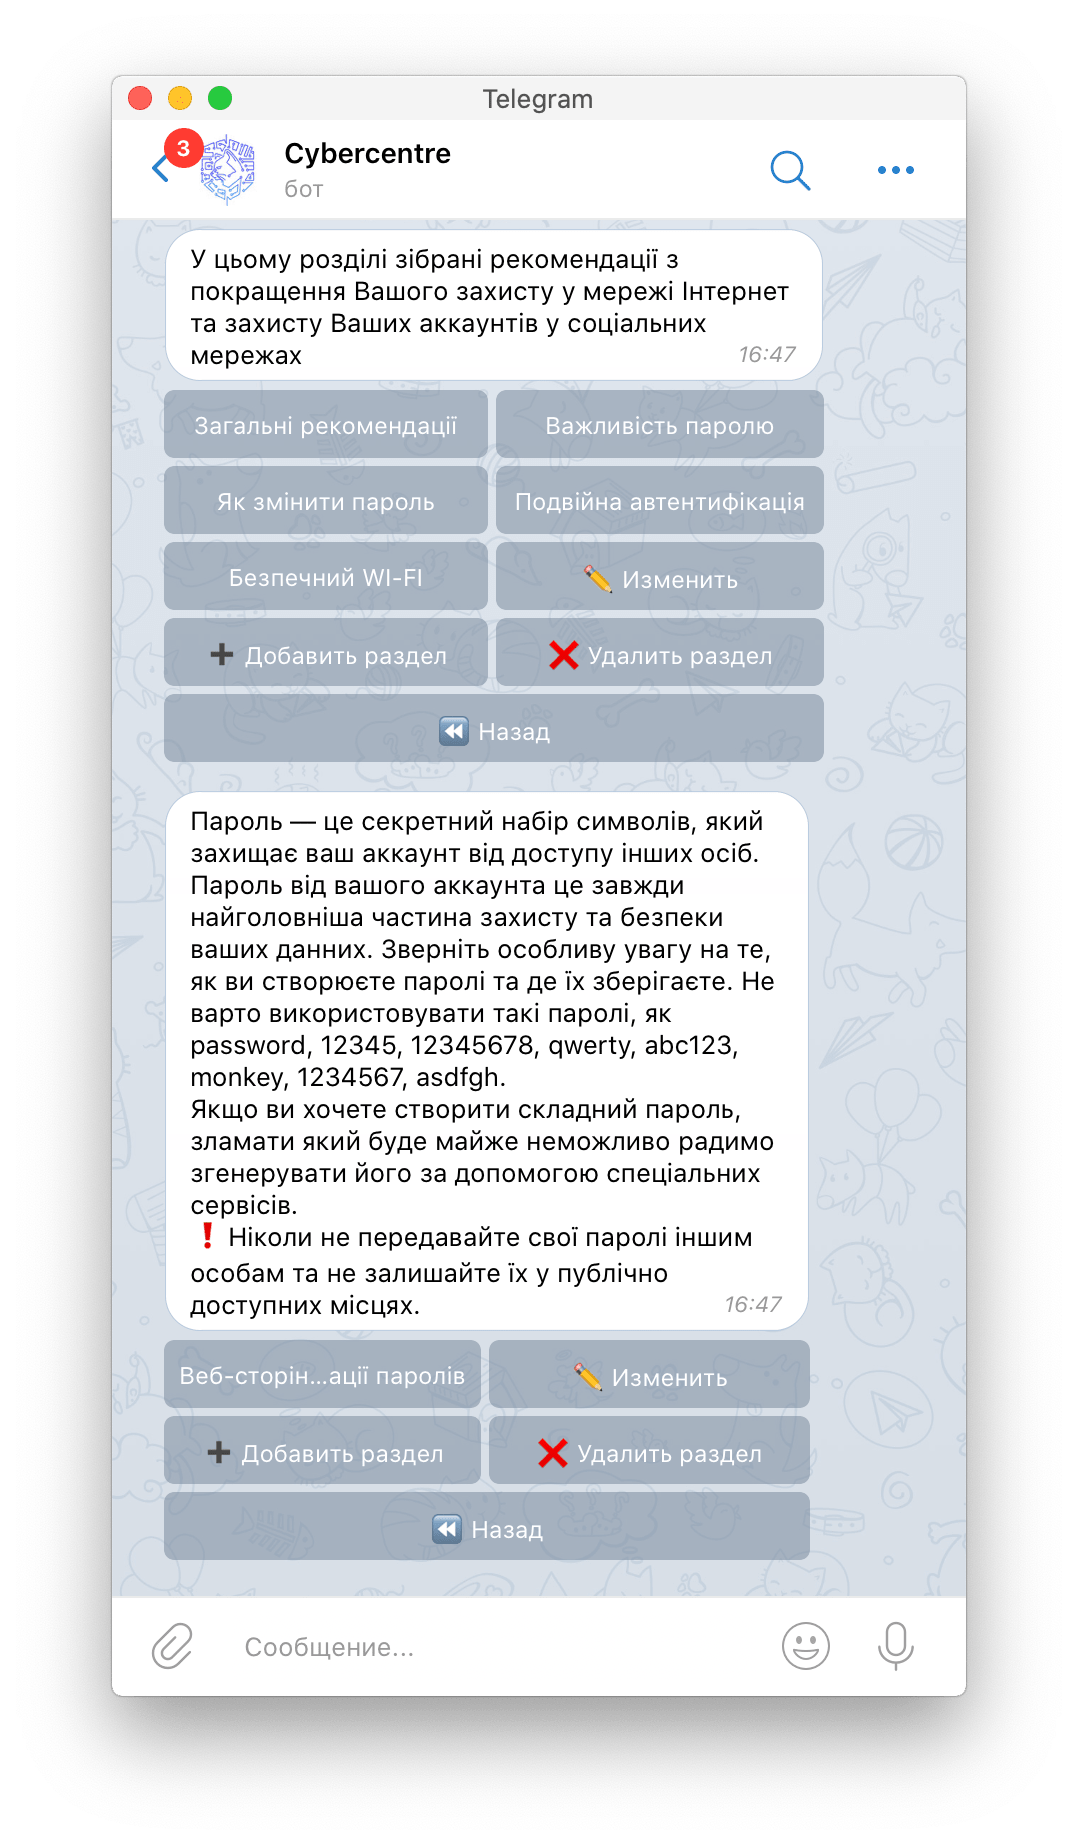 Telegram
3
Cybercentre
бот
У цьому розділі зібрані рекомендації з
покращення Вашого захисту у мережі Інтернет
та захисту Ваших аккаунтів у соціальних
мережах
16:47
Загальні рекомендації
Важливість паролю
Як змінити пароль
Подвійна автентифікація
Безпечний WI-FI
✏️ Изменить
➕ Добавить раздел
❌ Удалить раздел
⏪ Назад
Пароль — це секретний набір символів, який
захищає ваш аккаунт від доступу інших осіб.
Пароль від вашого аккаунта це завжди
найголовніша частина захисту та безпеки
ваших данних. Зверніть особливу увагу на те,
як ви створюєте паролі та де їх зберігаєте. Не
варто використовувати такі паролі, як
password, 12345, 12345678, qwerty, abc123,
monkey, 1234567, asdfgh.
Якщо ви хочете створити складний пароль,
зламати який буде майже неможливо радимо
згенерувати його за допомогою спеціальних
сервісів.
❗ Ніколи не передавайте свої паролі іншим
особам та не залишайте їх у публічно
доступних місцях.
16:47
Веб-сторін...ації паролів
✏️ Изменить
➕ Добавить раздел
❌ Удалить раздел
⏪ Назад
Сообщение...